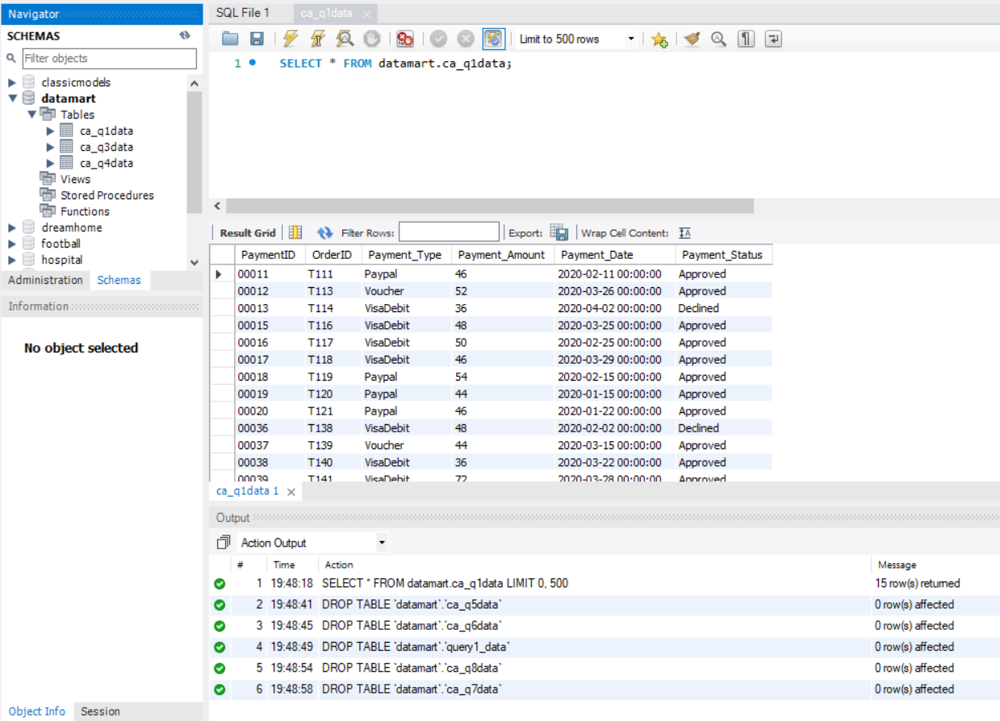 Navigator
SCHEMAS
Filter objects
classicmodels
datamart
Tables
ca_q1data
ca_q3data
ca_q4data
Views
Stored Procedures
Functions
dreamhome
football
hospital
Administration Schemas
Information
No object selected
Object Info Session
SQL File 1 ca_q1data
Limit to 500 rows
1 SELECT * FROM datamart.ca_q1data;
Result Grid Filter Rows: Export: Wrap Cell Content:
PaymentID OrderID Payment_Type Payment_Amount Payment_Date Payment_Status
00011 T111 Paypal 46 2020-02-11 00:00:00 Approved
00012 T113 Voucher 52 2020-03-26 00:00:00 Approved
00013 T114 VisaDebit 36 2020-04-02 00:00:00 Declined
00015 T116 VisaDebit 48 2020-03-25 00:00:00 Approved
00016 T117 VisaDebit 50 2020-02-25 00:00:00 Approved
00017 T118 VisaDebit 46 2020-03-29 00:00:00 Approved
00018 T119 Paypal 54 2020-02-15 00:00:00 Approved
00019 T120 Paypal 44 2020-01-15 00:00:00 Approved
00020 T121 Paypal 46 2020-01-22 00:00:00 Approved
00036 T138 VisaDebit 48 2020-02-02 00:00:00 Declined
00037 T139 Voucher 44 2020-03-15 00:00:00 Approved
00038 T140 VisaDebit 36 2020-03-22 00:00:00 Approved
00039 T141 VisaDebit 72 2020-03-28 00:00:00 Approved
ca_q1data 1
Output
Action Output
# Time Action Message
1 19:48:18 SELECT * FROM datamart.ca_q1data LIMIT 0, 500 15 row(s) returned
2 19:48:41 DROP TABLE `datamart`.`ca_q5data` 0 row(s) affected
3 19:48:45 DROP TABLE `datamart`.`ca_q6data` 0 row(s) affected
4 19:48:49 DROP TABLE `datamart`.`query1_data` 0 row(s) affected
5 19:48:54 DROP TABLE `datamart`.`ca_q8data` 0 row(s) affected
6 19:48:58 DROP TABLE `datamart`.`ca_q7data` 0 row(s) affected